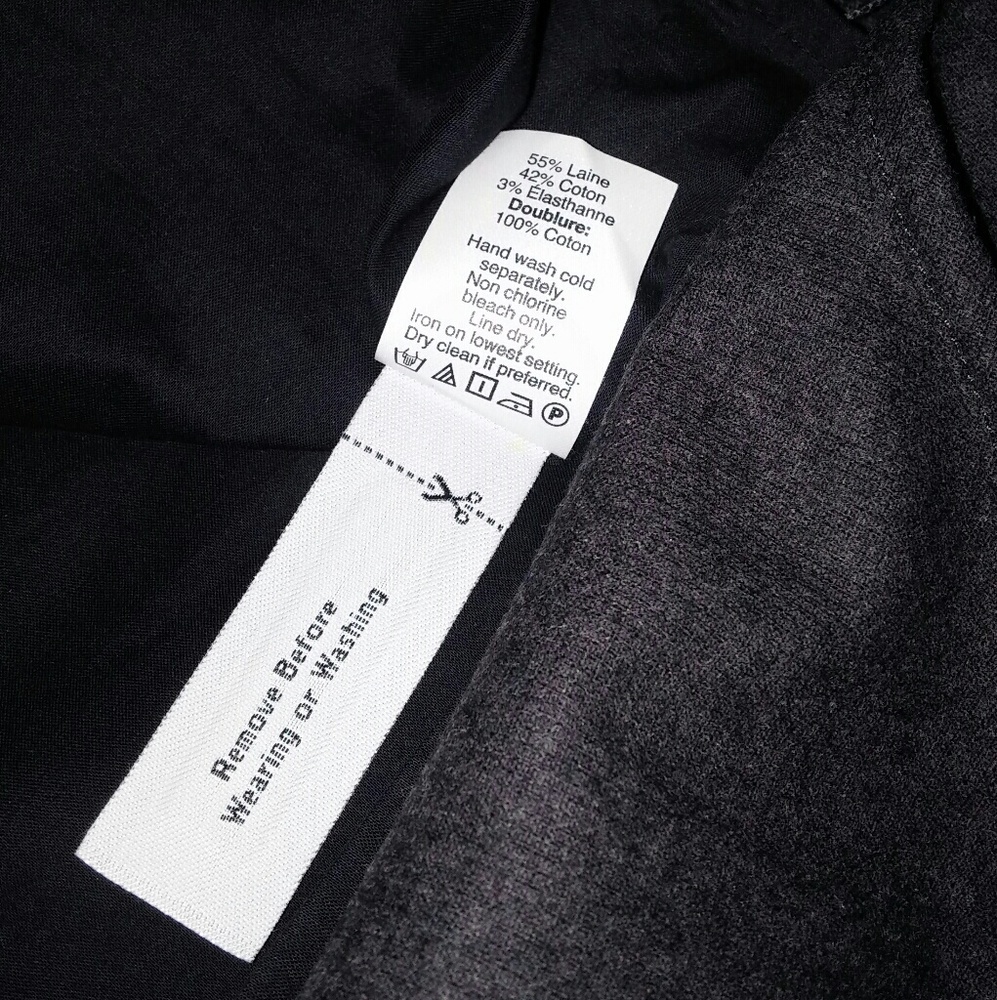 55% Laine
42% Coton
3% Élasthanne
Doublure:
100% Coton
Hand wash cold
separately.
Non chlorine
bleach only.
Line dry.
Iron on lowest setting.
Dry clean if preferred.
P
Remove Before
Wearing Or Washing